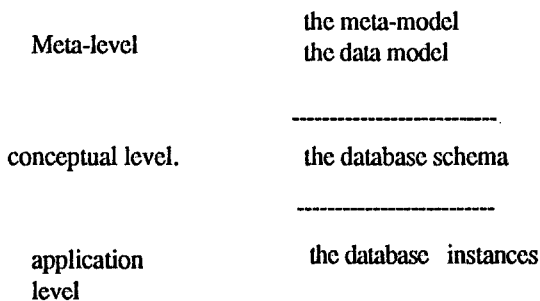 Meta-level
the meta-model
the data model
conceptual level.
the database schema
application
level
the database instances